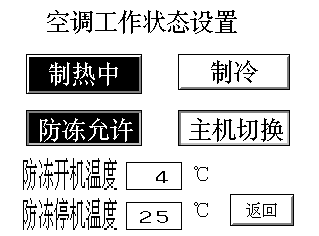 空调工作状态设置
制热中 制冷
防冻允许 主机切换
防冻开机温度 4 ℃
防冻停机温度 25 ℃ 返回